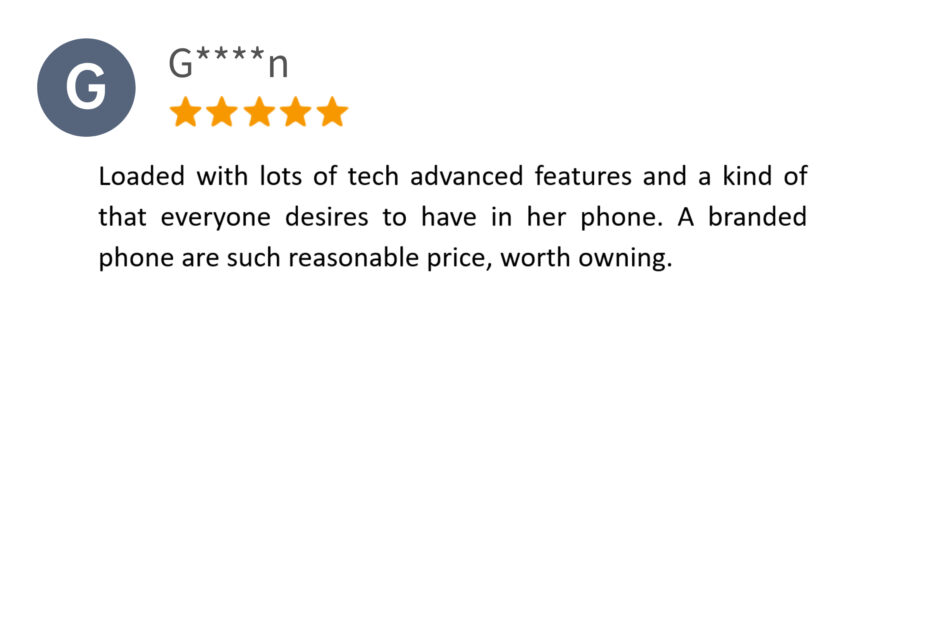 G
G****n
Loaded with lots of tech advanced features and a kind of
that everyone desires to have in her phone. A branded
phone are such reasonable price, worth owning.